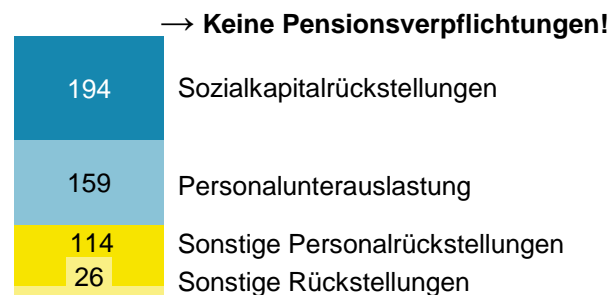 → Keine Pensionsverpflichtungen!
194 Sozialkapitalrückstellungen
159 Personalunterauslastung
114 Sonstige Personalrückstellungen
26 Sonstige Rückstellungen